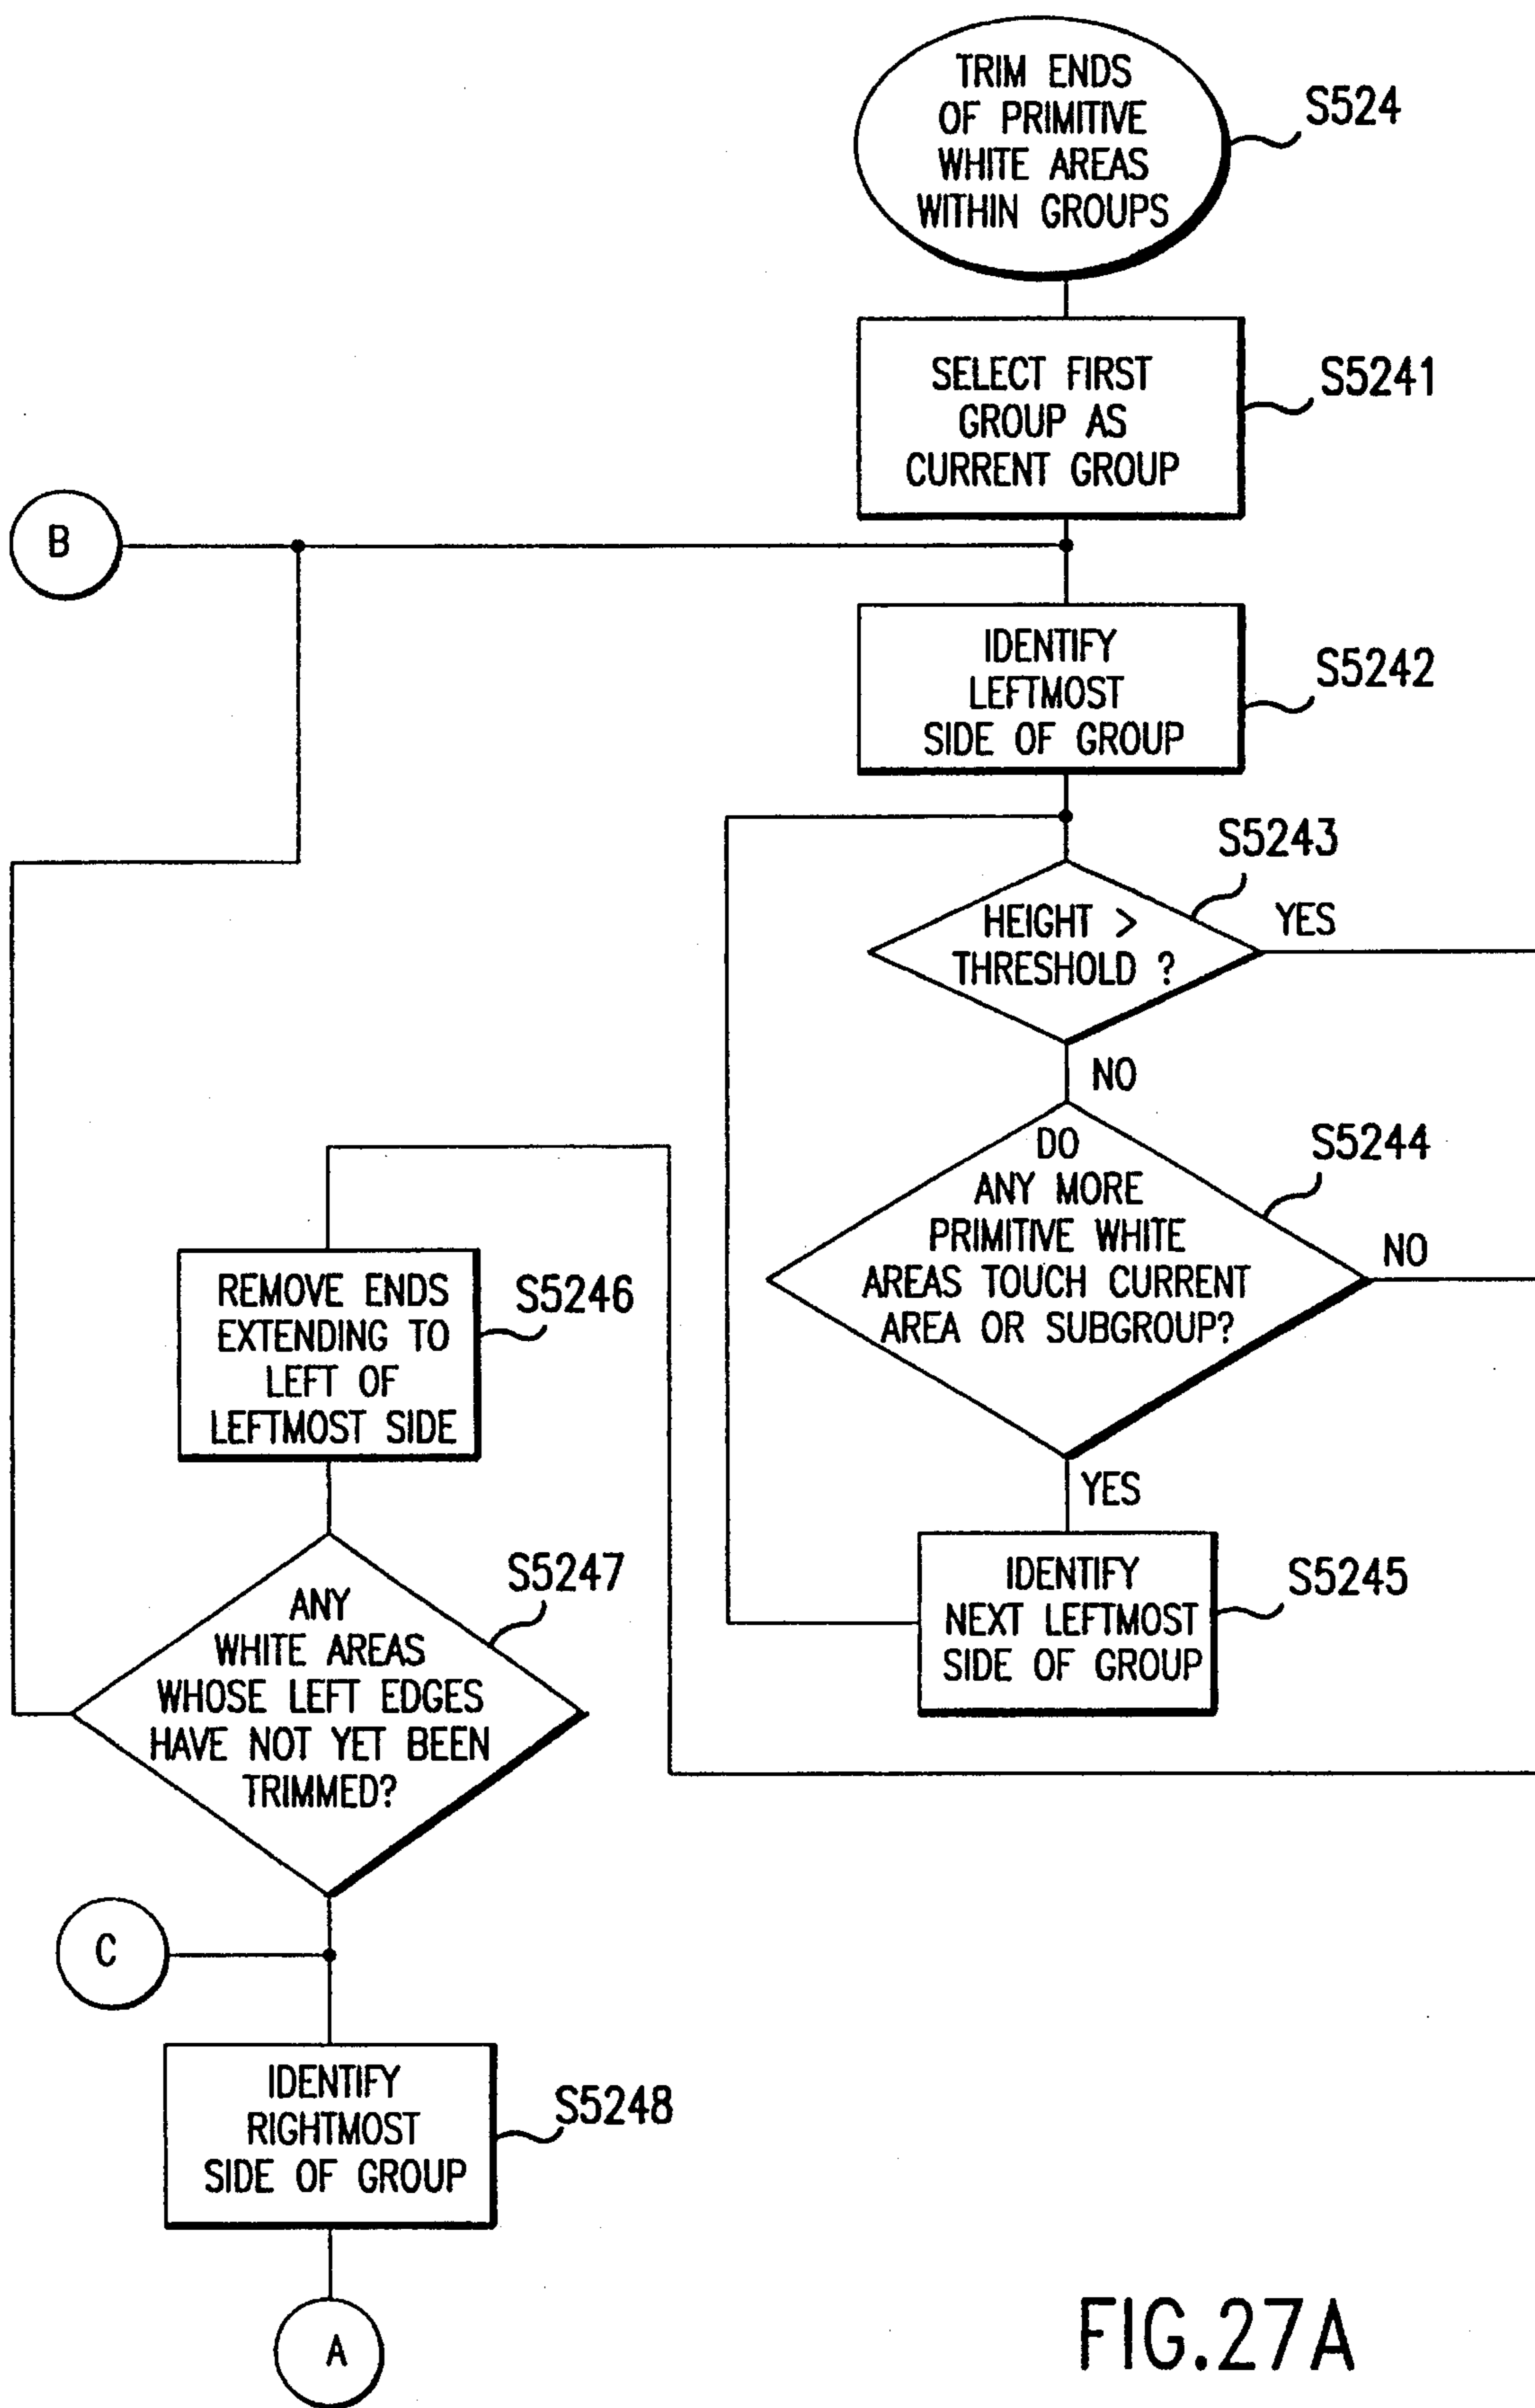 TRIM ENDS
OF PRIMITIVE
WHITE AREAS
WITHIN GROUPS
S524
SELECT FIRST
GROUP AS
CURRENT GROUP
S5241
B
IDENTIFY
LEFTMOST
SIDE OF GROUP
S5242
S5243
HEIGHT >
THRESHOLD ?
YES
NO
DO
ANY MORE
PRIMITIVE WHITE
AREAS TOUCH CURRENT
AREA OR SUBGROUP?
S5244
NO
YES
IDENTIFY
NEXT LEFTMOST
SIDE OF GROUP
S5245
REMOVE ENDS
EXTENDING TO
LEFT OF
LEFTMOST SIDE
S5246
ANY
WHITE AREAS
WHOSE LEFT EDGES
HAVE NOT YET BEEN
TRIMMED?
S5247
C
IDENTIFY
RIGHTMOST
SIDE OF GROUP
S5248
A
FIG.27A